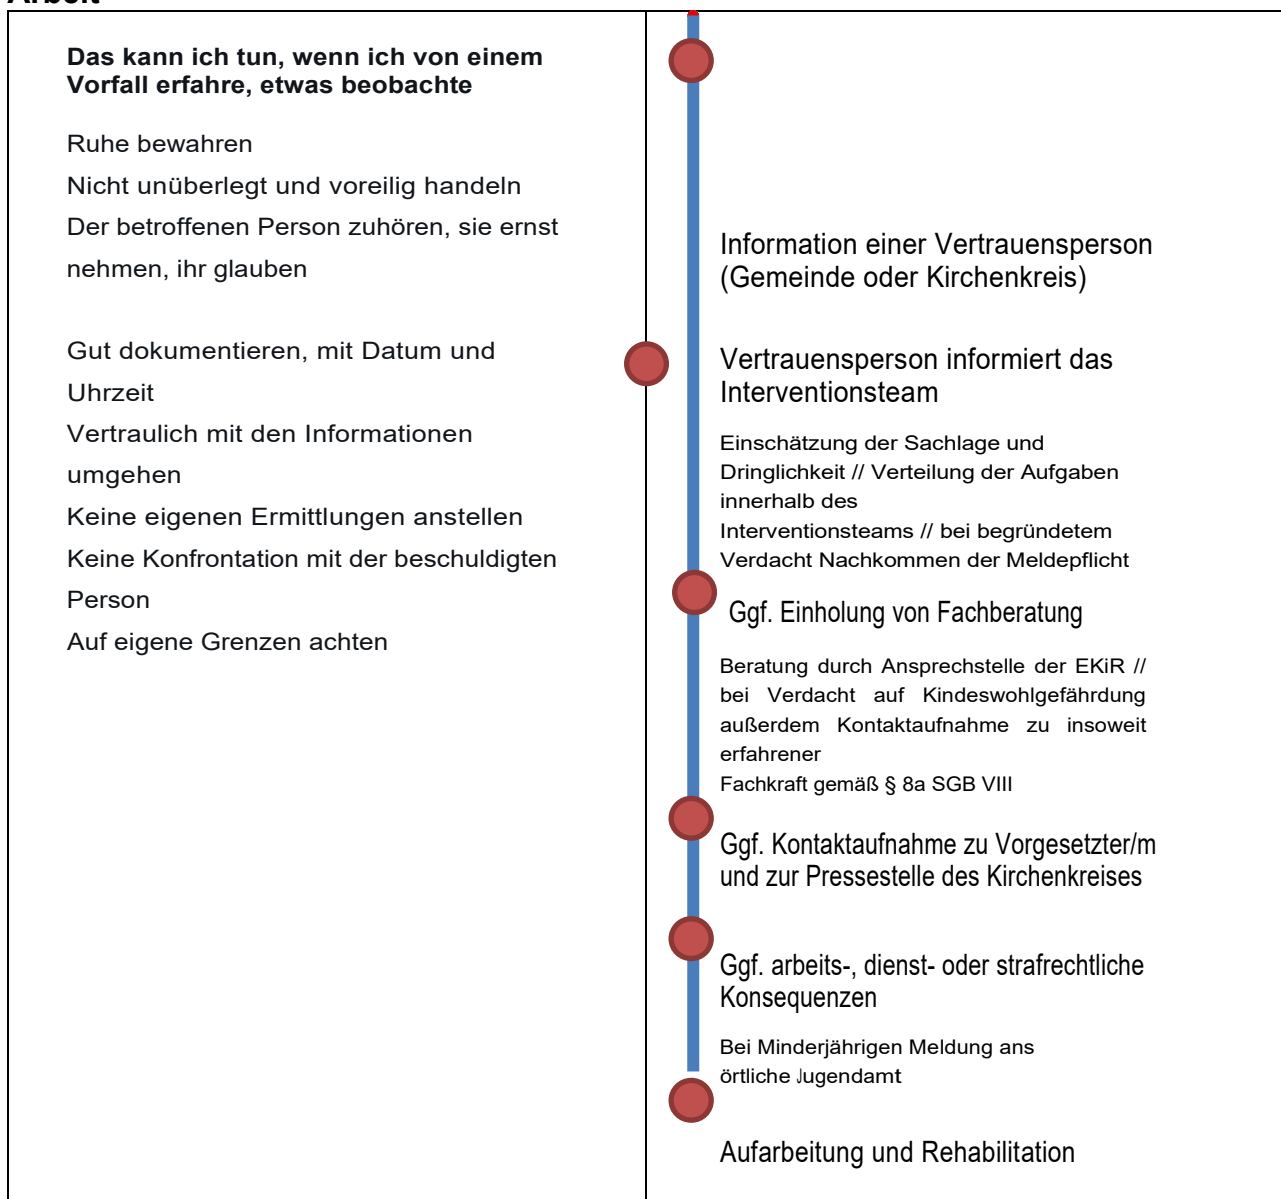 Arbeit
Das kann ich tun, wenn ich von einem
Vorfall erfahre, etwas beobachte
Ruhe bewahren
Nicht unüberlegt und voreilig handeln
Der betroffenen Person zuhören, sie ernst
nehmen, ihr glauben
Gut dokumentieren, mit Datum und
Uhrzeit
Vertraulich mit den Informationen
umgehen
Keine eigenen Ermittlungen anstellen
Keine Konfrontation mit der beschuldigten
Person
Auf eigene Grenzen achten
Information einer Vertrauensperson
(Gemeinde oder Kirchenkreis)
Vertrauensperson informiert das
Interventionsteam
Einschätzung der Sachlage und
Dringlichkeit // Verteilung der Aufgaben
innerhalb des
Interventionsteams // bei begründetem
Verdacht Nachkommen der Meldepflicht
Ggf. Einholung von Fachberatung
Beratung durch Ansprechstelle der EKiR //
bei Verdacht auf Kindeswohlgefährdung
außerdem Kontaktaufnahme zu insoweit
erfahrener
Fachkraft gemäß § 8a SGB VIII
Ggf. Kontaktaufnahme zu Vorgesetzter/m
und zur Pressestelle des Kirchenkreises
Ggf. arbeits-, dienst- oder strafrechtliche
Konsequenzen
Bei Minderjährigen Meldung ans
örtliche Jugendamt
Aufarbeitung und Rehabilitation